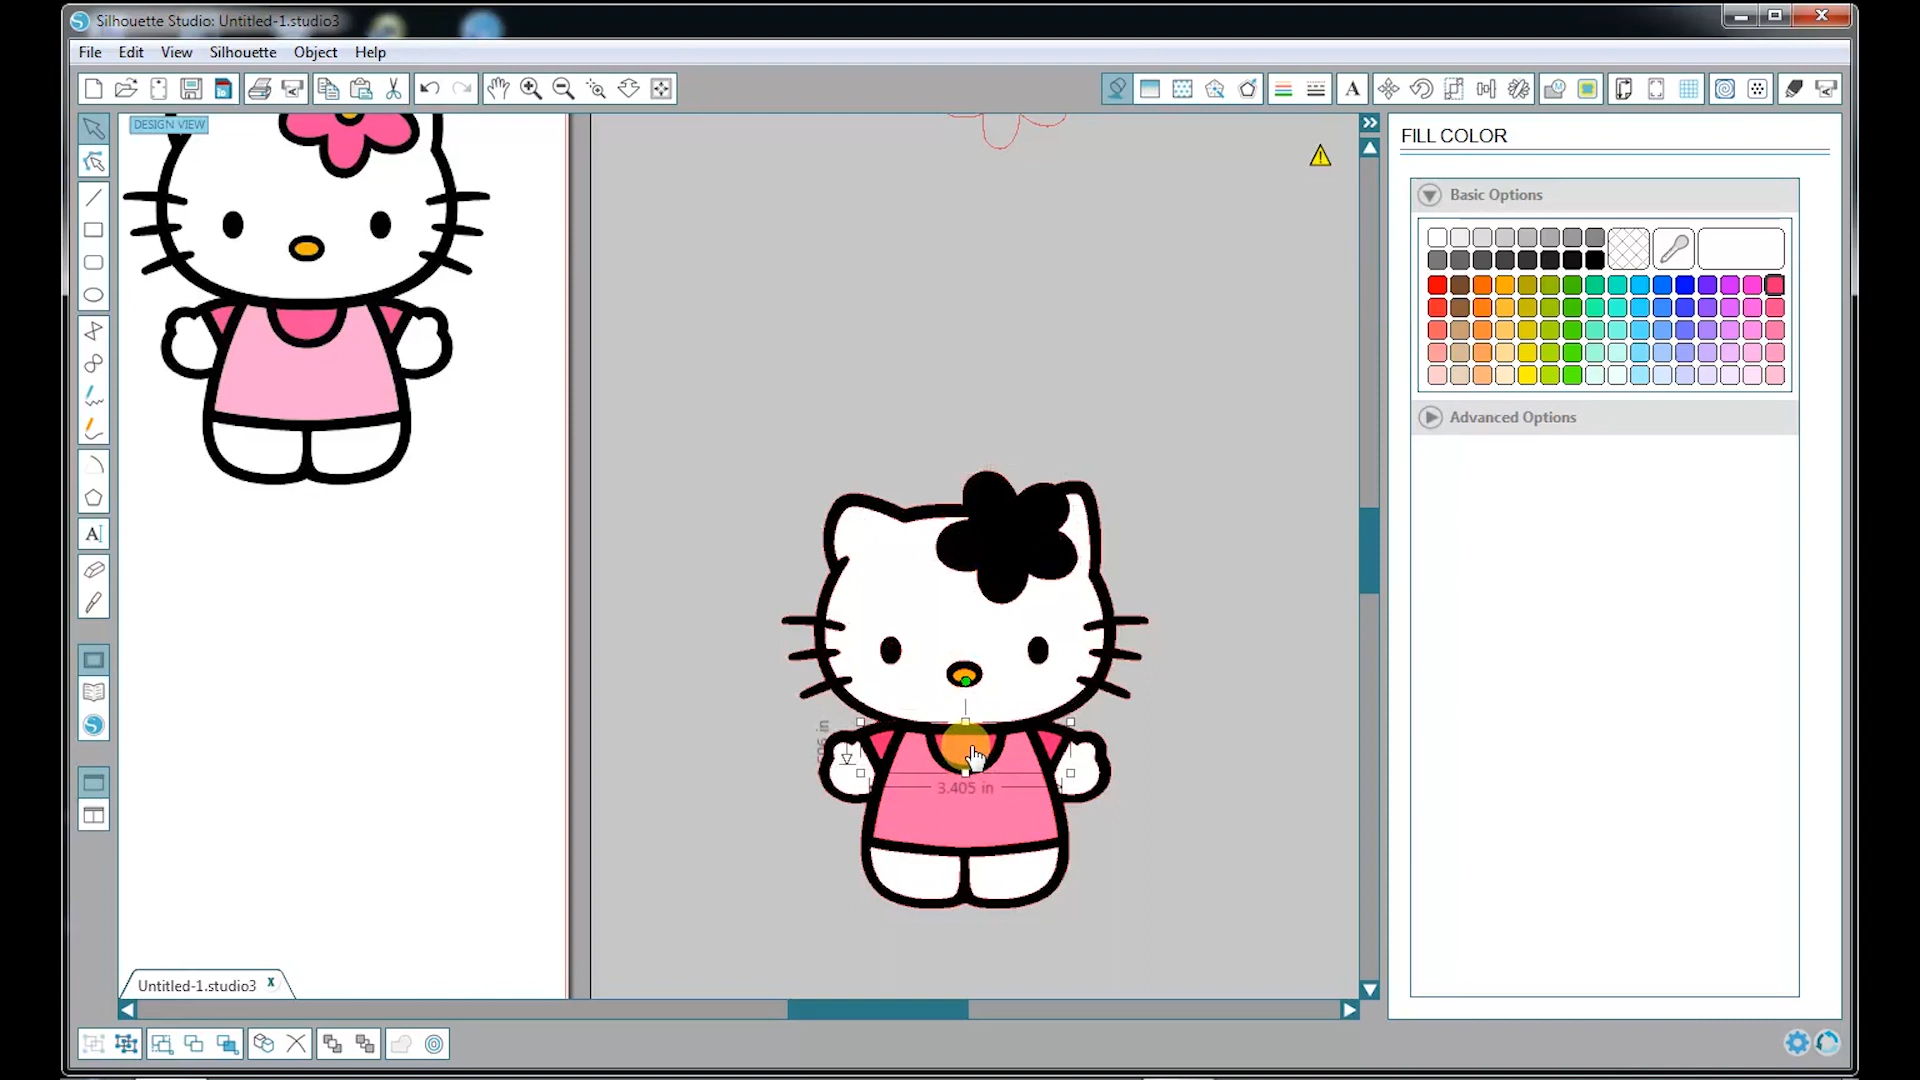 Silhouette Studio: Untitled-1.studio3
File Edit View Silhouette Object Help
DESIGN VIEW
FILL COLOR
Basic Options
Advanced Options
3.405 in
Untitled-1.studio3 x